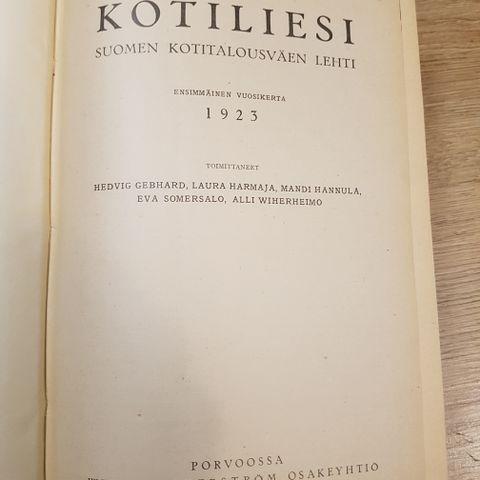 KOTILIESI
SUOMEN KOTITALOUSVÄEN LEHTI
ENSIMMÄINEN VUOSIKERTA
1923
TOIMITTANEET
HEDVIG GEBHARD, LAURA HARMAJA, MANDI HANNULA,
EVA SOMERSALO, ALLI WIHERHEIMO
PORVOOSSA
OSAKEYHTIÖ